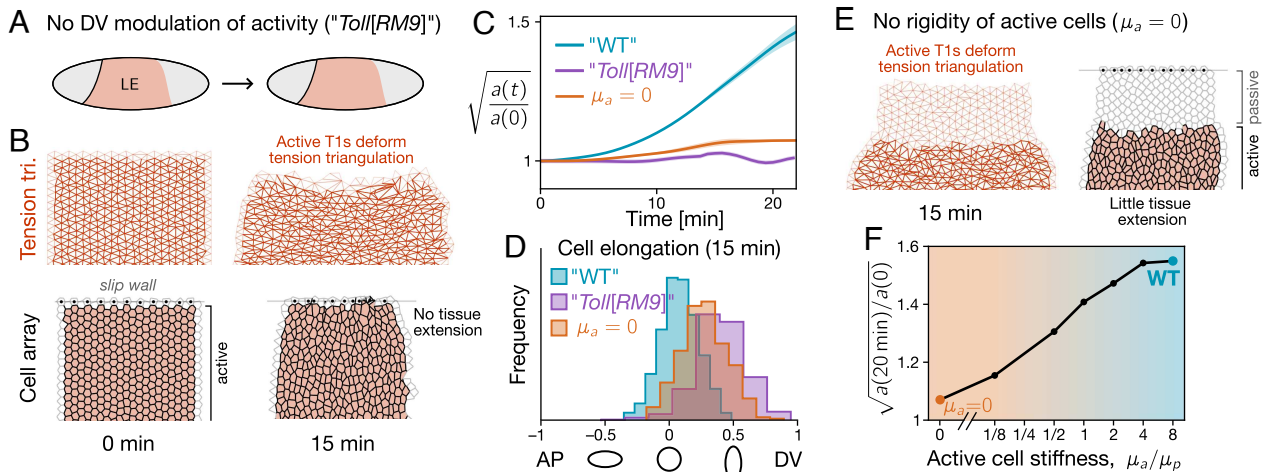 A No DV modulation of activity ("Toll[RM9]")
LE
B
Tension tri.
Active T1s deform
tension triangulation
Cell array
slip wall
active
No tissue
extension
0 min
15 min
C
√a(t)/a(0)
1.5
1
"WT"
"Toll[RM9]"
μa = 0
0
10
20
Time [min]
D Cell elongation (15 min)
"WT"
"Toll[RM9]"
μa = 0
Frequency
−1
−0.5
0
0.5
1
AP
DV
E No rigidity of active cells (μa = 0)
Active T1s deform
tension triangulation
passive
active
15 min
Little tissue
extension
F
√a(20 min)/a(0)
1.6
1.4
1.2
1
WT
μa=0
0
1/8
1/4
1/2
1
2
4
8
Active cell stiffness, μa/μp